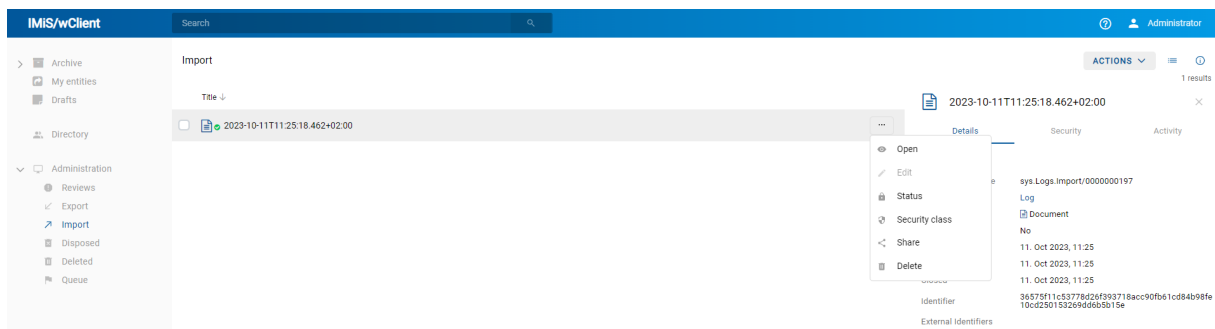 IMiS/wClient
Search
Administrator
Archive
My entities
Drafts
Directory
Administration
Reviews
Export
Import
Disposed
Deleted
Queue
Import
ACTIONS
1 results
Title ↓
2023-10-11T11:25:18.462+02:00
...
Open
Edit
Status
Security class
Share
Delete
2023-10-11T11:25:18.462+02:00
Details Security Activity
sys.Logs.Import/0000000197
Log
Document
No
11. Oct 2023, 11:25
11. Oct 2023, 11:25
11. Oct 2023, 11:25
Identifier 36575f11c53778d26f393718acc90fb61cd84b98fe
10cd250153269dd6b5b15e
External Identifiers